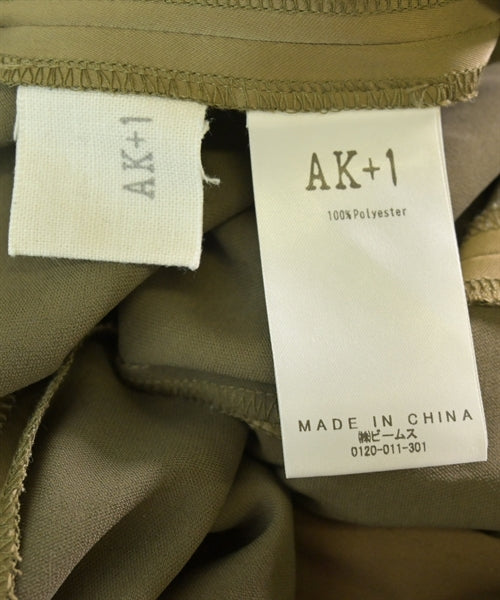 AK+1
AK+1
100%Polyester
MADE IN CHINA
㈱ビームス
0120-011-301